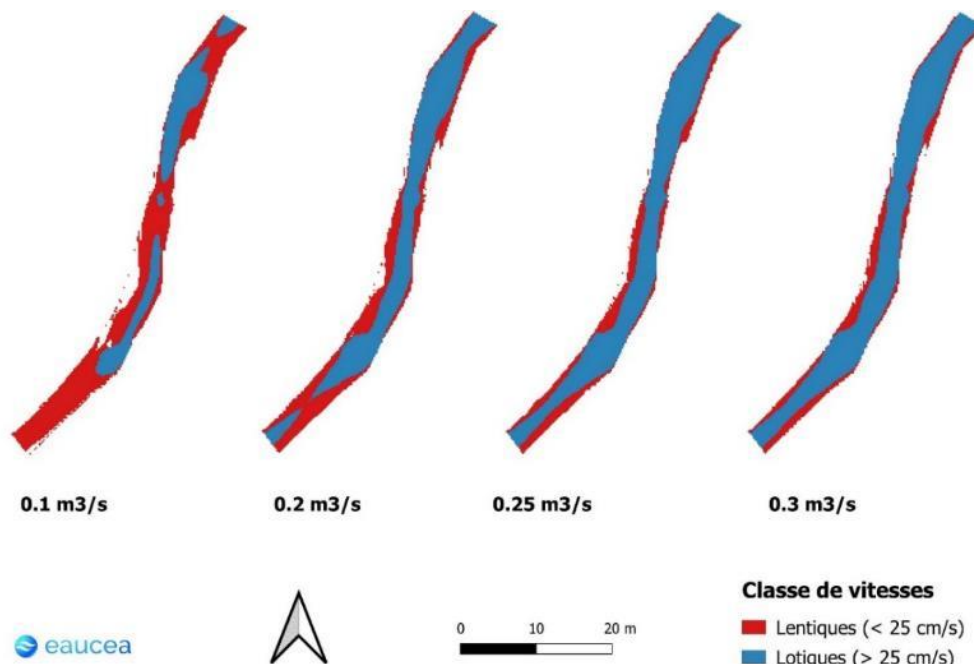 0.1 m3/s
0.2 m3/s
0.25 m3/s
0.3 m3/s
Classe de vitesses
Lentiques (< 25 cm/s)
Lotiques (> 25 cm/s)
0 10 20 m
eaucea